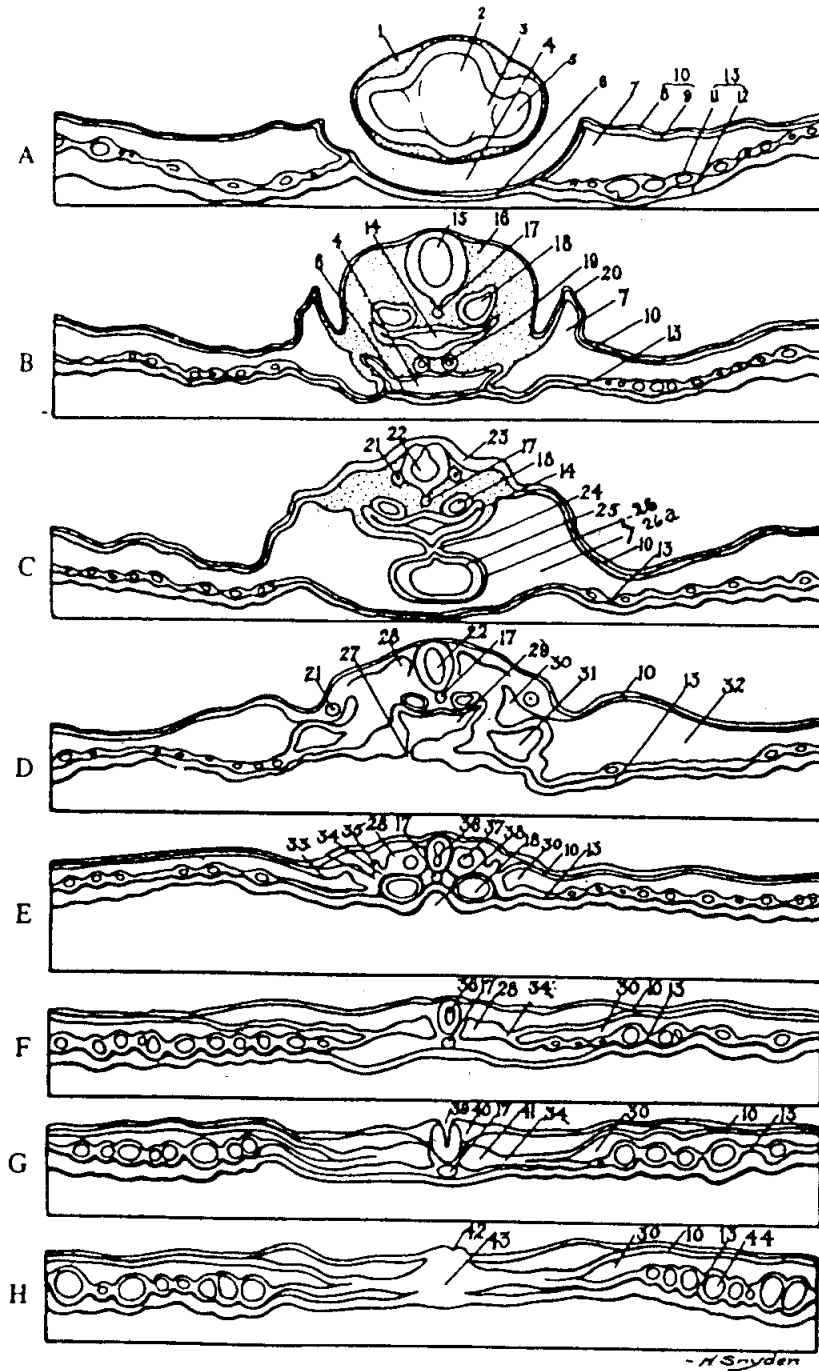 1 2 3 4 5 6 7 8 10 9 11 13 12
A
15 16 17 18 19 20 14 4 6 7 10 13
B
21 22 23 17 18 14 24 25 26 26a 10 13
C
28 22 17 29 30 31 10 13 32 27 21
D
33 34 35 28 17 36 37 38 18 30 10 13
E
36 17 28 34 30 10 13
F
39 40 17 41 34 30 10 13
G
42 43 30 10 13 44
H
- N Snyder